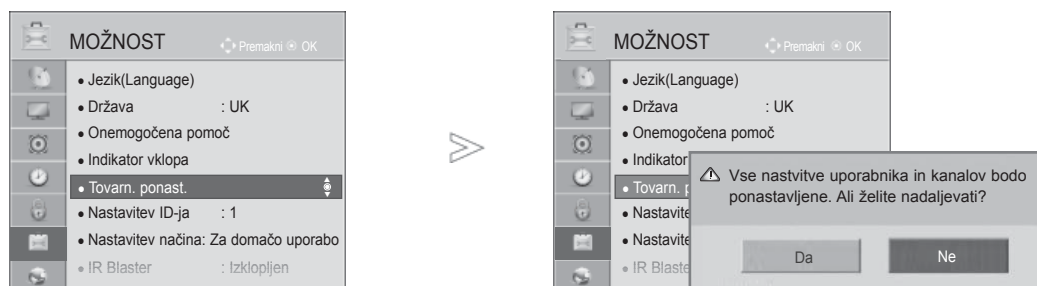 MOŽNOST
Premakni OK
Jezik(Language)
Država : UK
Onemogočena pomoč
Indikator vklopa
Tovarn. ponast.
Nastavitev ID-ja : 1
Nastavitev načina: Za domačo uporabo
IR Blaster : Izklopljen
MOŽNOST
Premakni OK
Jezik(Language)
Država : UK
Onemogočena pomoč
Indikator
Tovarn. p
Nastavite
Nastavite
IR Blaste
Vse nastvitve uporabnika in kanalov bodo
ponastavljene. Ali želite nadaljevati?
Da Ne